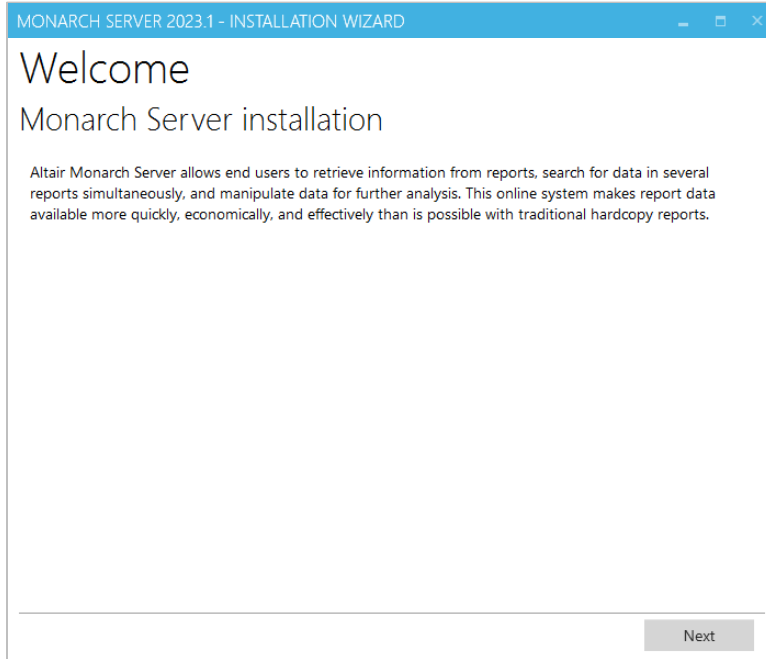 MONARCH SERVER 2023.1 - INSTALLATION WIZARD
Welcome
Monarch Server installation
Altair Monarch Server allows end users to retrieve information from reports, search for data in several
reports simultaneously, and manipulate data for further analysis. This online system makes report data
available more quickly, economically, and effectively than is possible with traditional hardcopy reports.
Next